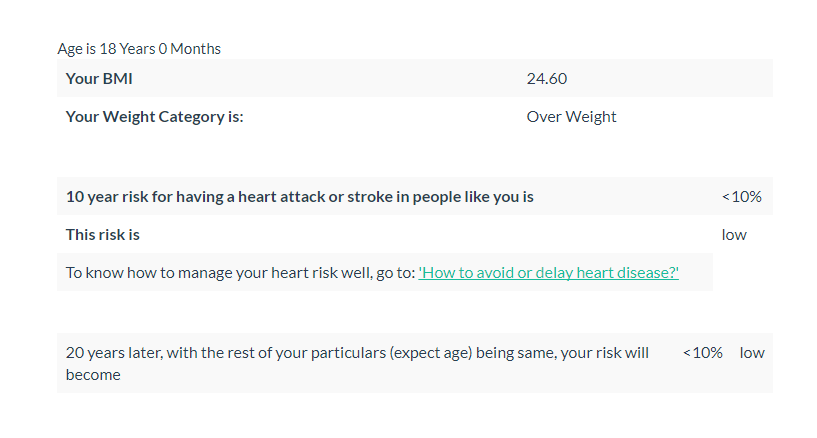 Age is 18 Years 0 Months
Your BMI 24.60
Your Weight Category is: Over Weight
10 year risk for having a heart attack or stroke in people like you is <10%
This risk is low
To know how to manage your heart risk well, go to: 'How to avoid or delay heart disease?'
20 years later, with the rest of your particulars (expect age) being same, your risk will <10% low
become